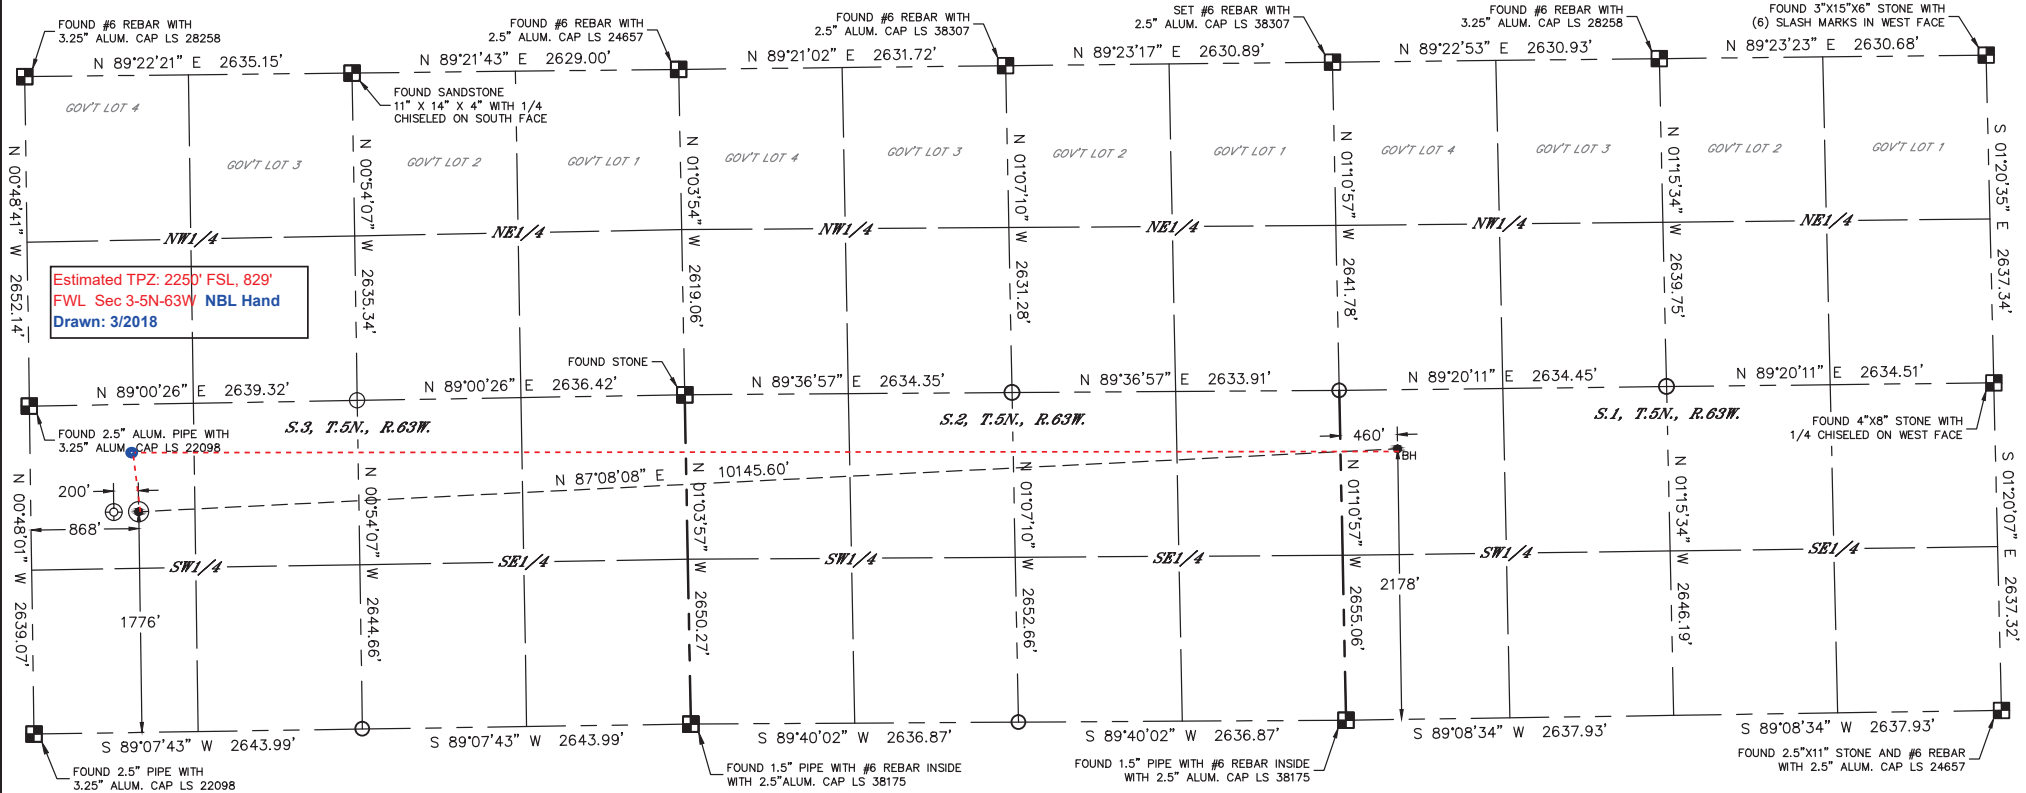 FOUND #6 REBAR WITH
3.25" ALUM. CAP LS 28258
FOUND #6 REBAR WITH
2.5" ALUM. CAP LS 24657
FOUND #6 REBAR WITH
2.5" ALUM. CAP LS 38307
SET #6 REBAR WITH
2.5" ALUM. CAP LS 38307
FOUND #6 REBAR WITH
3.25" ALUM. CAP LS 28258
FOUND 3"X15"X6" STONE WITH
(6) SLASH MARKS IN WEST FACE
N 89°22'21" E 2635.15'
N 89°21'43" E 2629.00'
N 89°21'02" E 2631.72'
N 89°23'17" E 2630.89'
N 89°22'53" E 2630.93'
N 89°23'23" E 2630.68'
FOUND SANDSTONE
11" X 14" X 4" WITH 1/4
CHISELED ON SOUTH FACE
GOV'T LOT 4
GOV'T LOT 3
GOV'T LOT 2
GOV'T LOT 1
GOV'T LOT 4
GOV'T LOT 3
GOV'T LOT 2
GOV'T LOT 1
GOV'T LOT 4
GOV'T LOT 3
GOV'T LOT 2
GOV'T LOT 1
N 00°48'41" W 2652.14'
N 00°54'07" W 2635.34'
N 01°03'54" W 2619.06'
N 01°07'10" W 2631.28'
N 01°10'57" W 2641.78'
N 01°15'34" W 2639.75'
S 01°20'35" E 2637.34'
NW1/4
NE1/4
NW1/4
NE1/4
NW1/4
NE1/4
Estimated TPZ: 2250' FSL, 829'
FWL Sec 3-5N-63W NBL Hand
Drawn: 3/2018
FOUND STONE
N 89°00'26" E 2639.32'
N 89°00'26" E 2636.42'
N 89°36'57" E 2634.35'
N 89°36'57" E 2633.91'
N 89°20'11" E 2634.45'
N 89°20'11" E 2634.51'
S.3, T.5N., R.63W.
S.2, T.5N., R.63W.
S.1, T.5N., R.63W.
FOUND 2.5" ALUM. PIPE WITH
3.25" ALUM. CAP LS 22098
FOUND 4"X8" STONE WITH
1/4 CHISELED ON WEST FACE
460'
BH
N 87°08'08" E 10145.60'
200'
868'
1776'
2178'
N 00°48'01" W 2639.07'
N 00°54'07" W 2644.66'
N 01°03'57" W 2650.27'
N 01°07'10" W 2652.66'
N 01°10'57" W 2655.06'
N 01°15'34" W 2646.19'
S 01°20'07" E 2637.32'
SW1/4
SE1/4
SW1/4
SE1/4
SW1/4
SE1/4
S 89°07'43" W 2643.99'
S 89°07'43" W 2643.99'
S 89°40'02" W 2636.87'
S 89°40'02" W 2636.87'
S 89°08'34" W 2637.93'
S 89°08'34" W 2637.93'
FOUND 2.5" PIPE WITH
3.25" ALUM. CAP LS 22098
FOUND 1.5" PIPE WITH #6 REBAR INSIDE
WITH 2.5"ALUM. CAP LS 38175
FOUND 1.5" PIPE WITH #6 REBAR INSIDE
WITH 2.5" ALUM. CAP LS 38175
FOUND 2.5"X11" STONE AND #6 REBAR
WITH 2.5" ALUM. CAP LS 24657